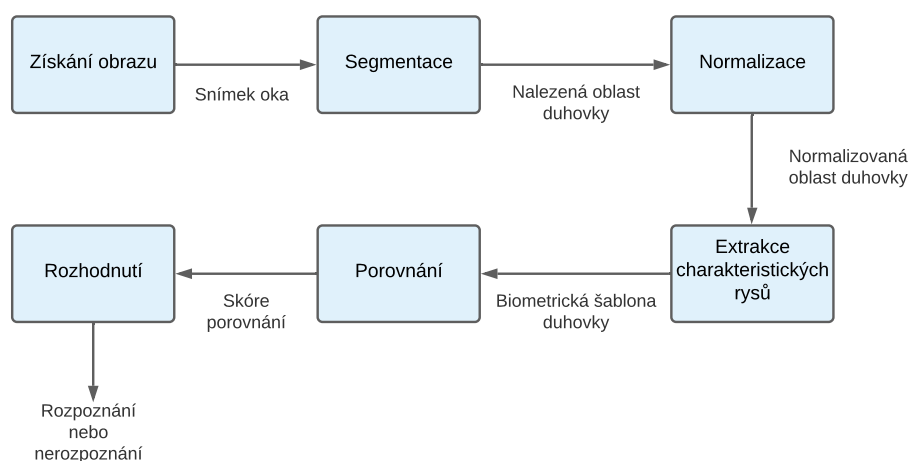 Získání obrazu
Snímek oka
Segmentace
Nalezená oblast
duhovky
Normalizace
Normalizovaná
oblast duhovky
Extrakce
charakteristických
rysů
Biometrická šablona
duhovky
Porovnání
Skóre
porovnání
Rozhodnutí
Rozpoznání
nebo
nerozpoznání